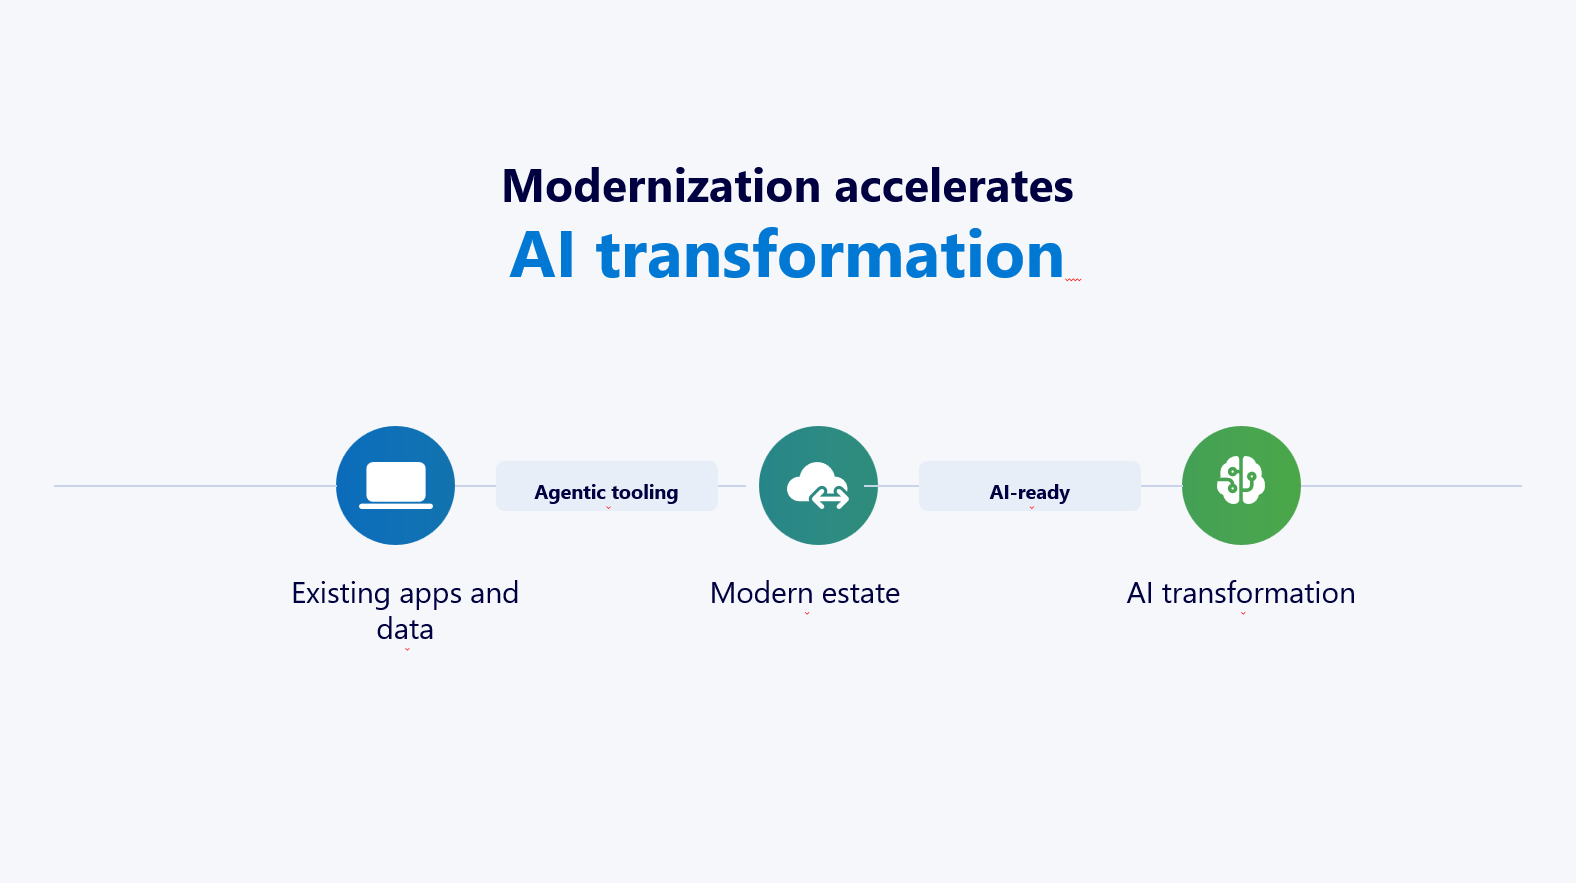 Modernization accelerates
AI transformation
Agentic tooling
AI-ready
Existing apps and
data
Modern estate
AI transformation